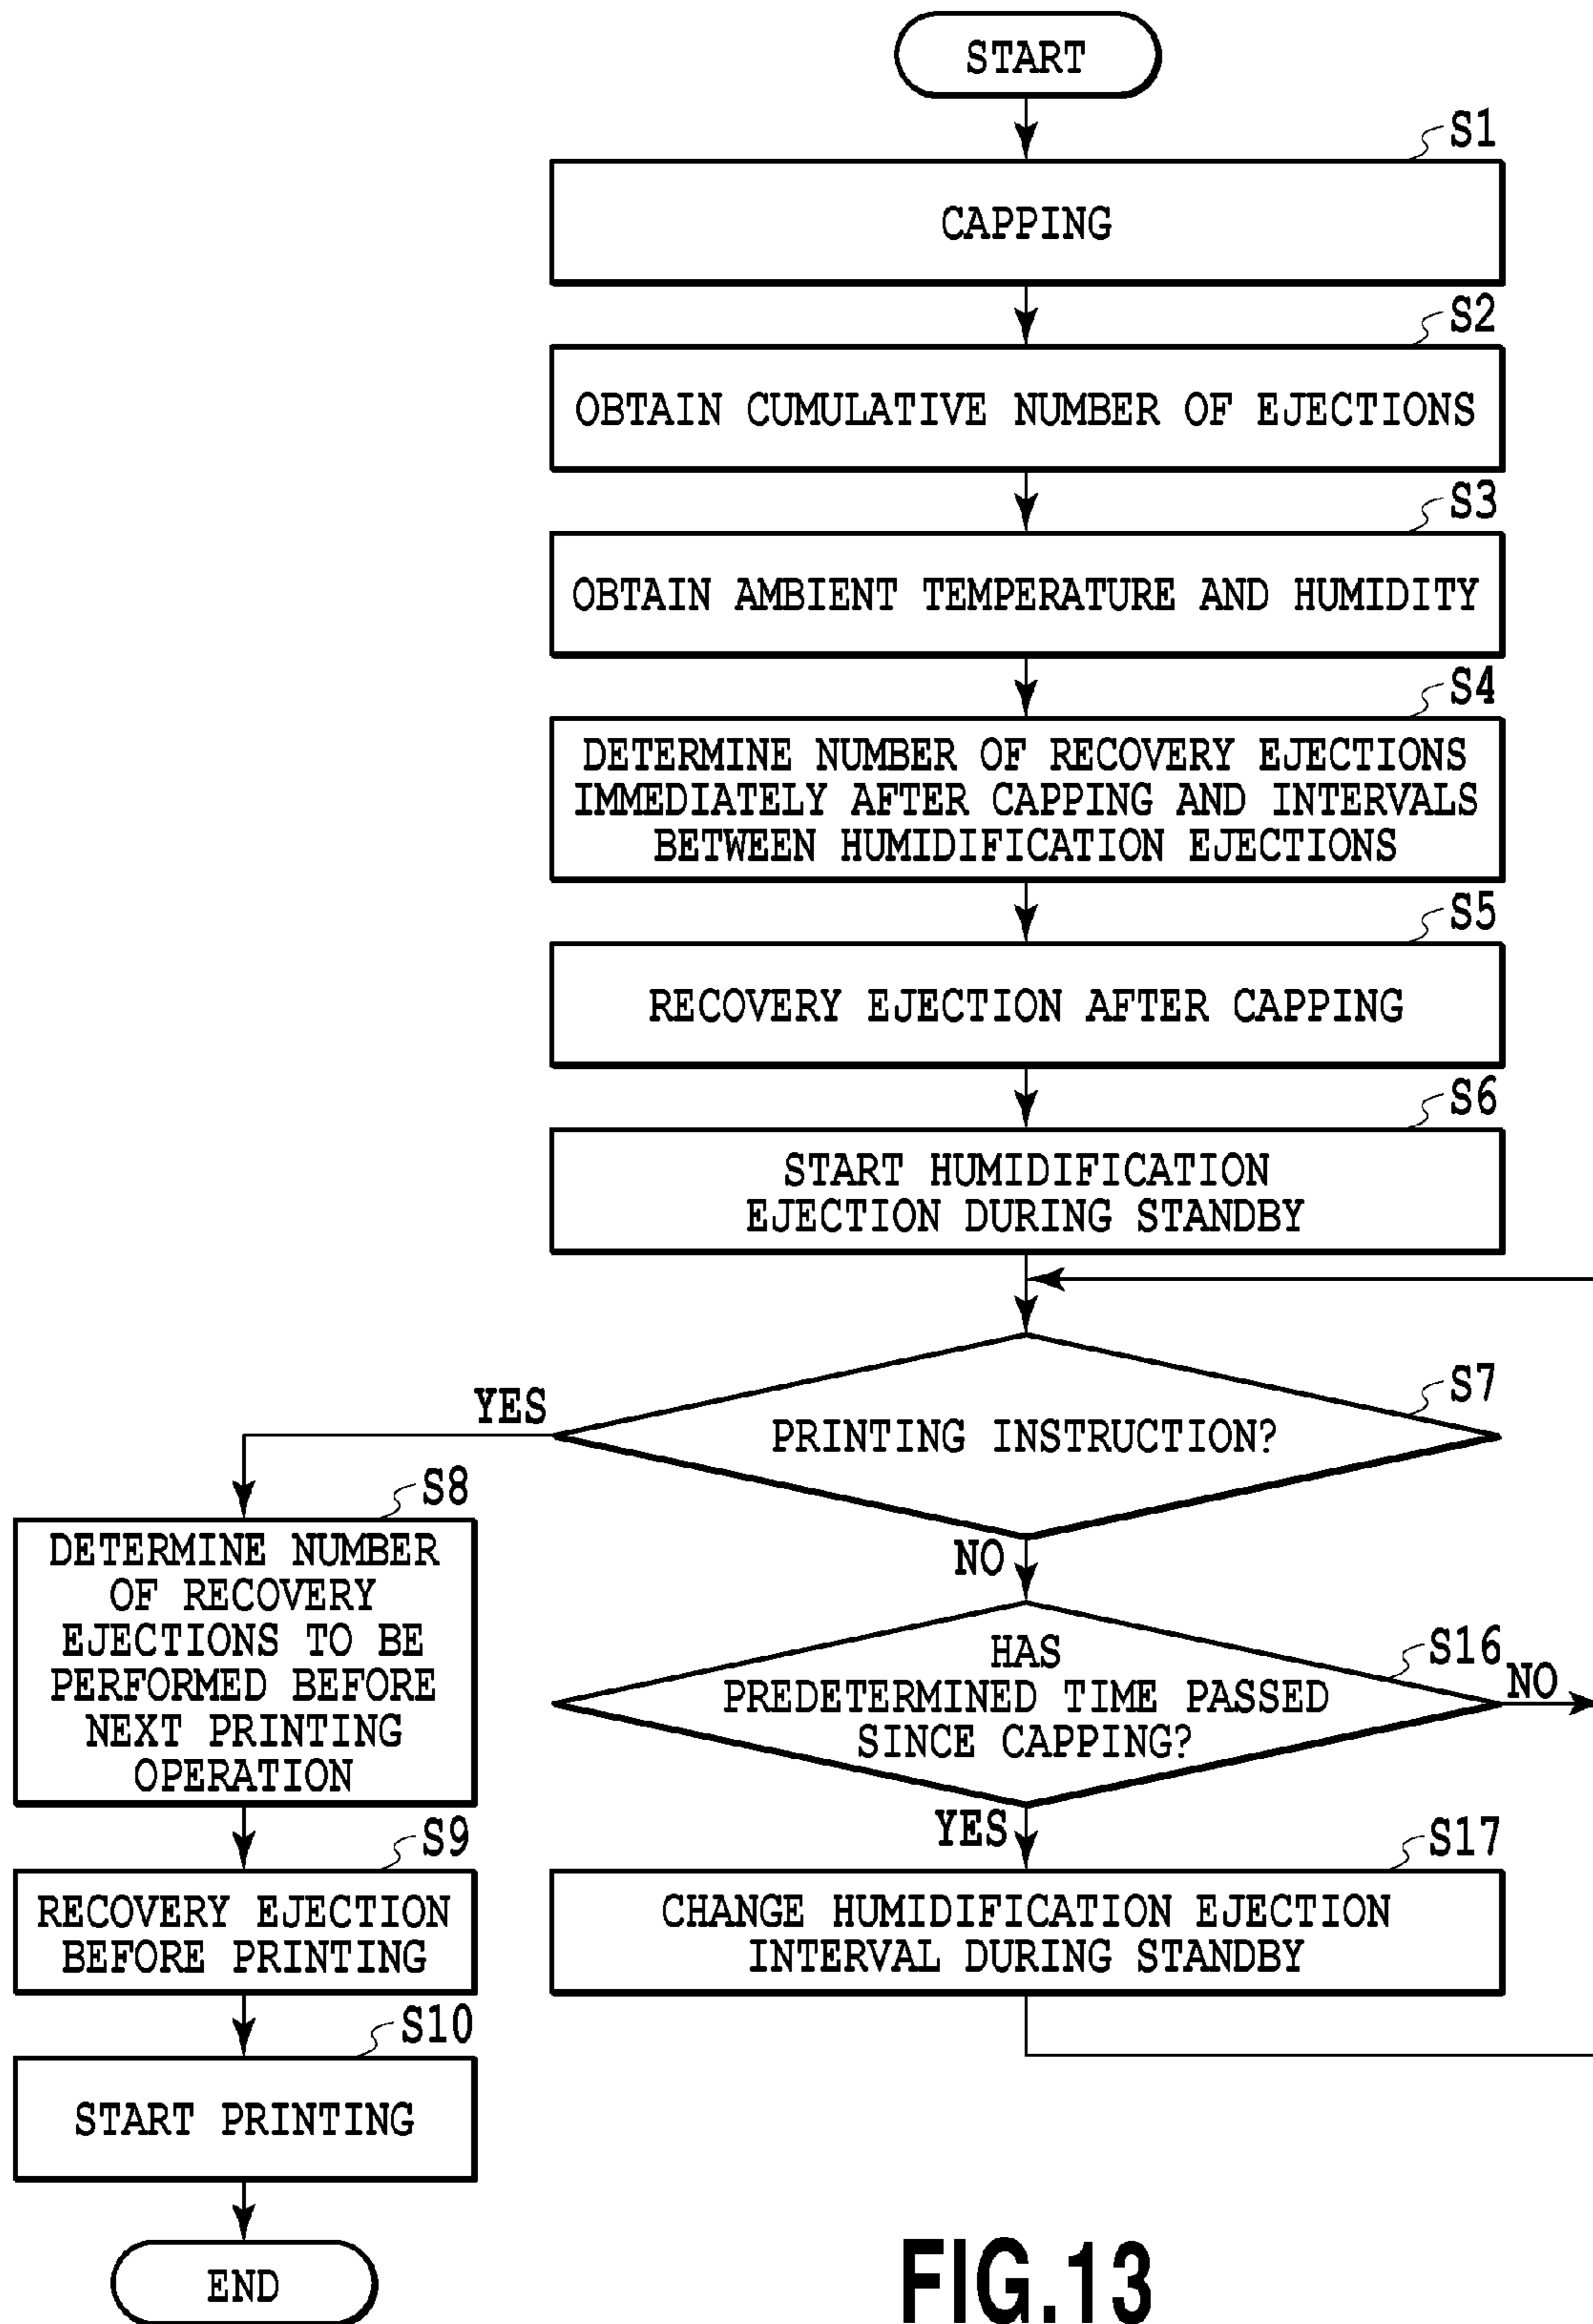 START
S1
CAPPING
S2
OBTAIN CUMULATIVE NUMBER OF EJECTIONS
S3
OBTAIN AMBIENT TEMPERATURE AND HUMIDITY
S4
DETERMINE NUMBER OF RECOVERY EJECTIONS
IMMEDIATELY AFTER CAPPING AND INTERVALS
BETWEEN HUMIDIFICATION EJECTIONS
S5
RECOVERY EJECTION AFTER CAPPING
S6
START HUMIDIFICATION
EJECTION DURING STANDBY
S7
PRINTING INSTRUCTION?
YES
NO
S8
DETERMINE NUMBER
OF RECOVERY
EJECTIONS TO BE
PERFORMED BEFORE
NEXT PRINTING
OPERATION
S16
HAS
PREDETERMINED TIME PASSED
SINCE CAPPING?
NO
YES
S9
RECOVERY EJECTION
BEFORE PRINTING
S17
CHANGE HUMIDIFICATION EJECTION
INTERVAL DURING STANDBY
S10
START PRINTING
END
FIG.13